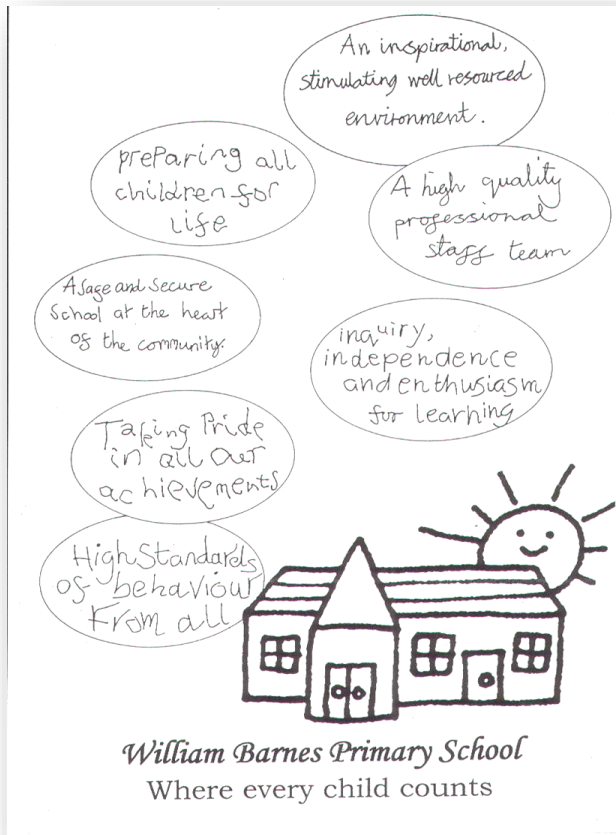 An inspirational,
stimulating well resourced
environment.
preparing all
children for
life
A high quality
professional
staff team
A safe and secure
School at the heart
of the community.
inquiry,
independence
and enthusiasm
for learning
Taking Pride
in all our
achievements
High Standards
of behaviour
From all
William Barnes Primary School
Where every child counts